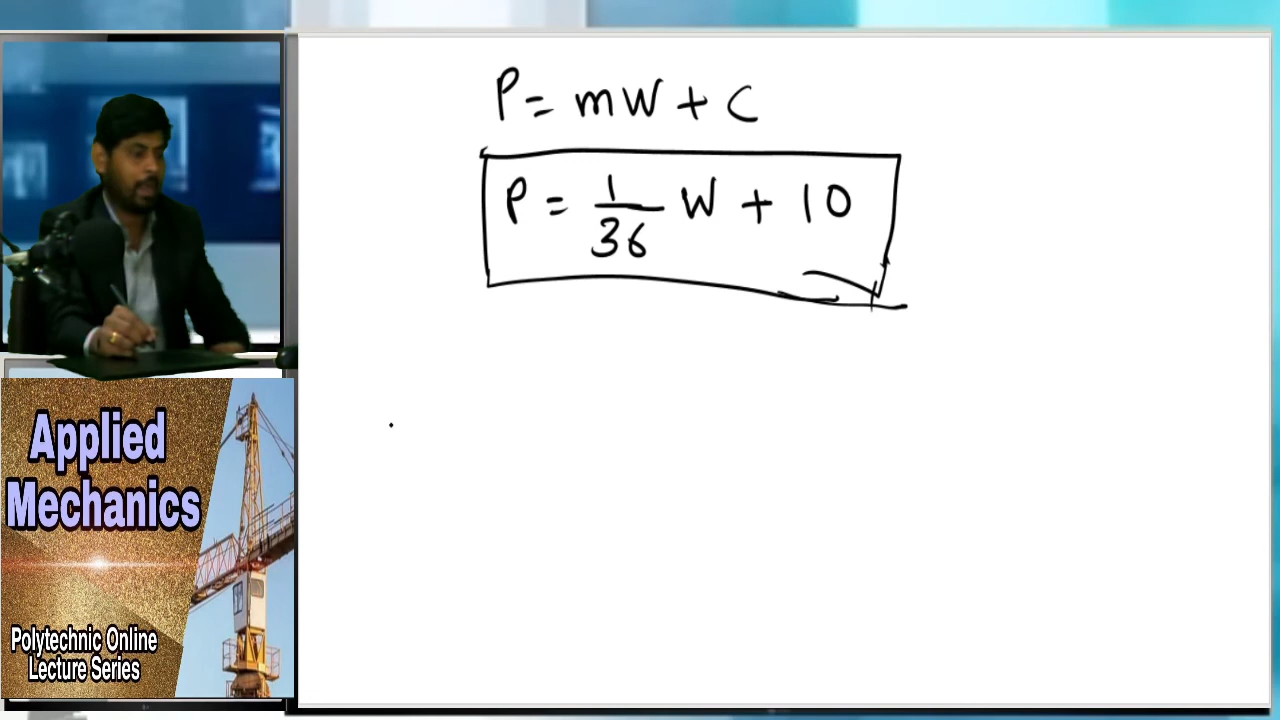 P = mW + C
P = 1/36 W + 10
Applied
Mechanics
Polytechnic Online
Lecture Series